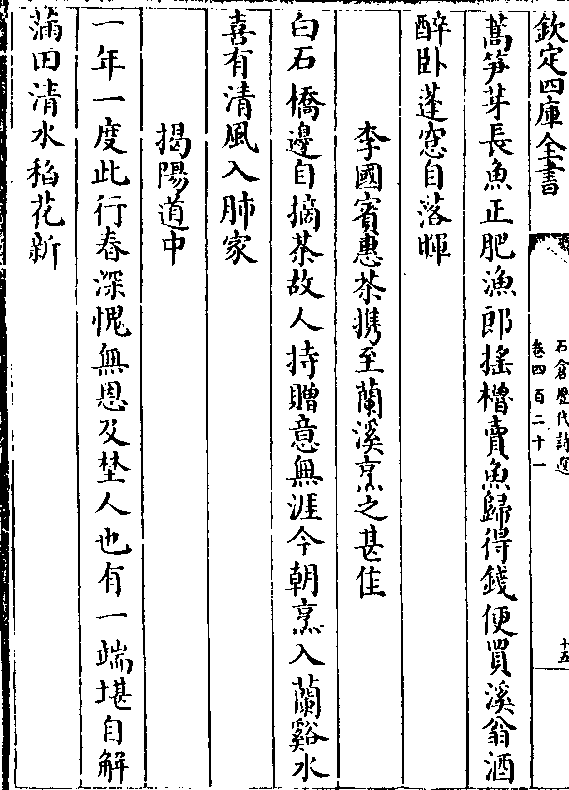 欽定四庫全書
石倉歷代詩選
卷四百二十一
十五
蒿笋芽長魚正肥漁郎搖櫓賣魚歸得錢便買溪翁酒
醉卧蓬窓自落暉
李國賓惠茶携至蘭溪烹之甚佳
白石橋邊自摘茶故人持贈意無涯今朝烹入蘭谿水
喜有清風入肺家
揭陽道中
一年一度此行春深愧無恩及埜人也有一端堪自解
滿田清水稻花新